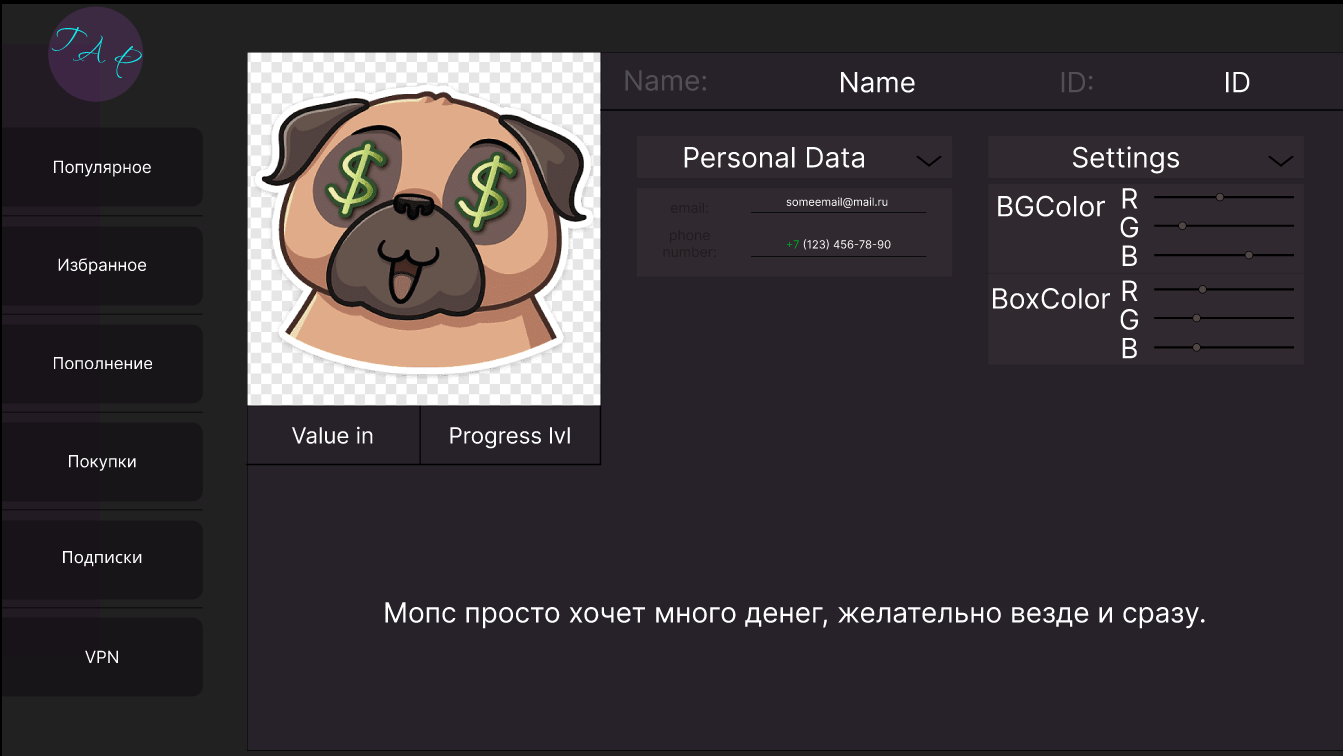 ТАР
Популярное
Избранное
Пополнение
Покупки
Подписки
VPN
Name: Name ID: ID
Personal Data
email: someemail@mail.ru
phone
number: +7 (123) 456-78-90
Settings
BGColor R
G
B
BoxColor R
G
B
$ $
Value in Progress lvl
Мопс просто хочет много денег, желательно везде и сразу.